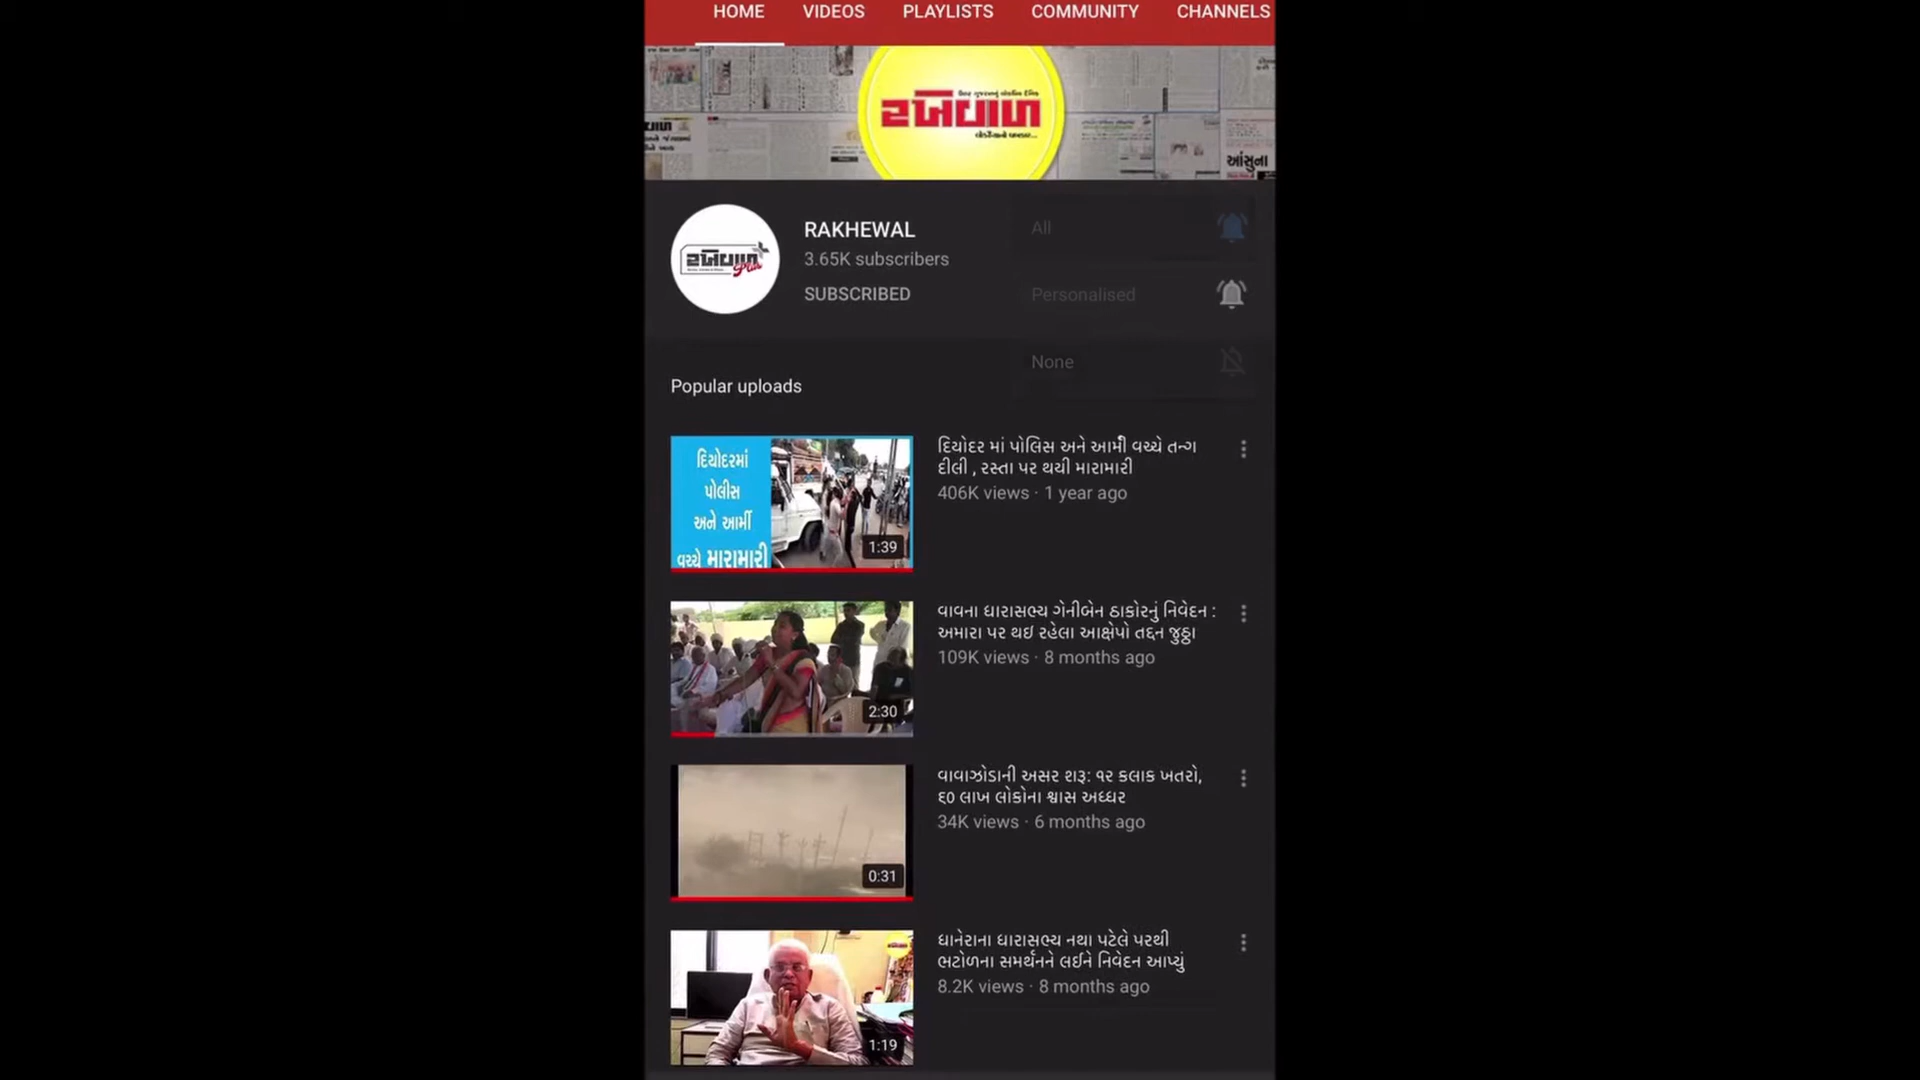 HOME VIDEOS PLAYLISTS COMMUNITY CHANNELS
રખેવાળ
આંસુના
RAKHEWAL
3.65K subscribers
SUBSCRIBED
All
Personalised
None
રખેવાળ
Plus
Popular uploads
દિયોદરમાં
પોલીસ
અને આર્મી
વચ્ચે મારામારી
1:39
દિયોદર માં પોલિસ અને આર્મી વચ્ચે તન્ગ
દીલી , રસ્તા પર થયી મારામારી
406K views · 1 year ago
2:30
વાવના ધારાસભ્ય ગેનીબેન ઠાકોરનું નિવેદન :
અમારા પર થઇ રહેલા આક્ષેપો તદ્દન જુઠ્ઠા
109K views · 8 months ago
0:31
વાવાઝોડાની અસર શરૂ: ૧૨ કલાક ખતરો,
૬૦ લાખ લોકોના શ્વાસ અધ્ધર
34K views · 6 months ago
1:19
ધાનેરાના ધારાસભ્ય નથા પટેલે પરથી
ભટોળના સમર્થનને લઈને નિવેદન આપ્યું
8.2K views · 8 months ago